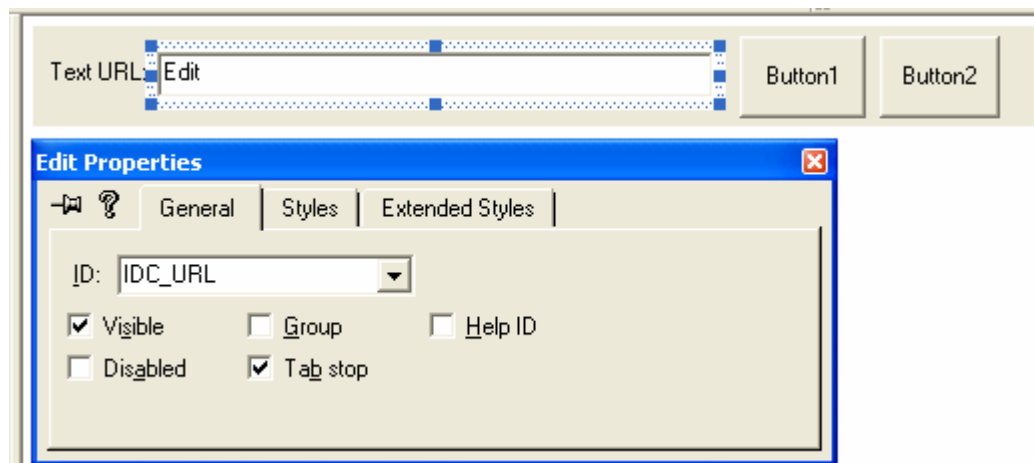 Text URL: Edit Button1 Button2
Edit Properties
General Styles Extended Styles
ID: IDC_URL
Visible Group Help ID
Disabled Tab stop